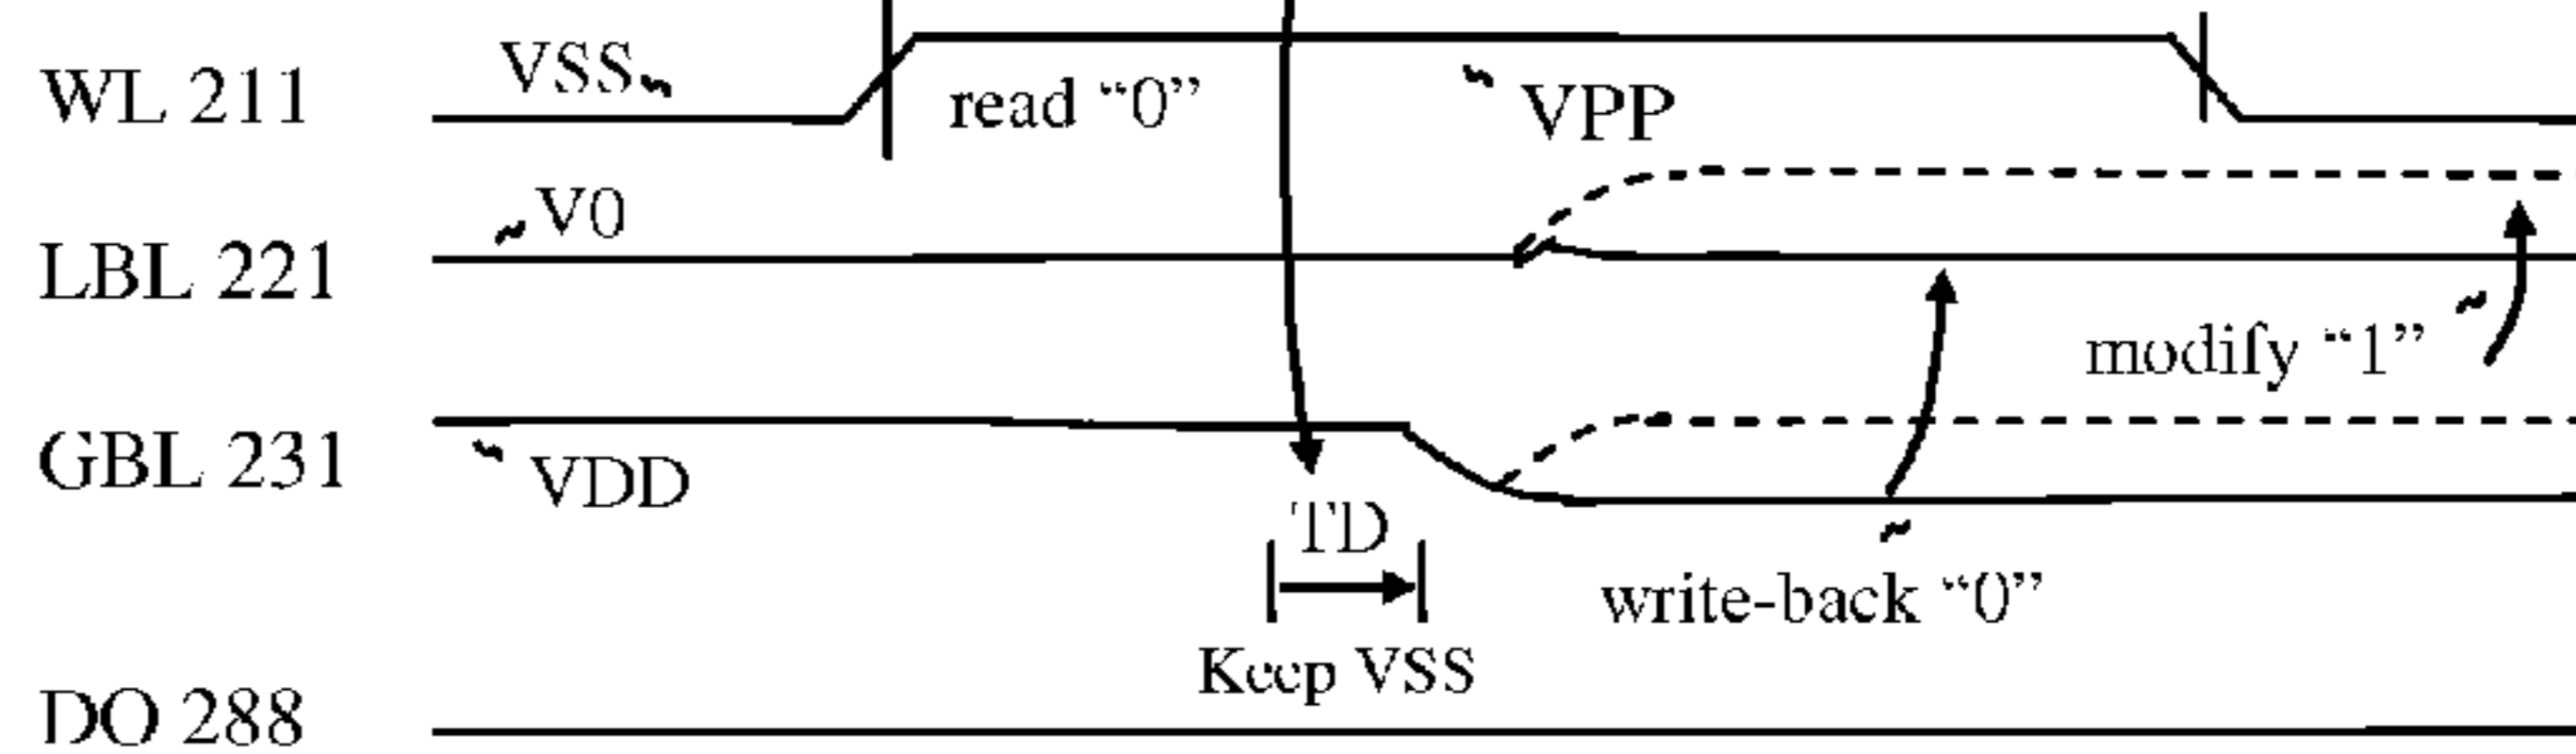 VSS
WL 211
read “0”
VPP
V0
LBL 221
modify “1”
GBL 231
VDD
TD
write-back “0”
Keep VSS
DO 288